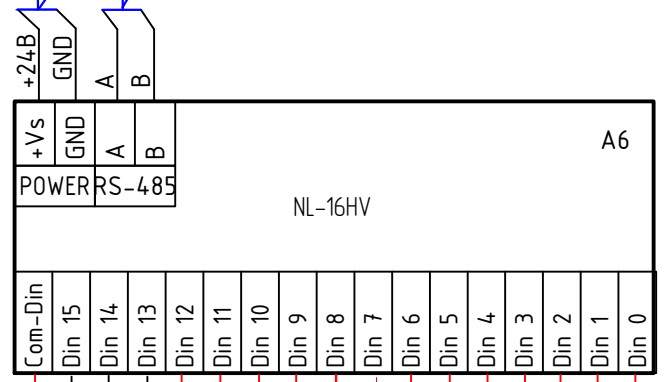 +24В GND A B
+Vs GND A B
A6
POWER RS-485
NL-16HV
Com-Din Din 15 Din 14 Din 13 Din 12 Din 11 Din 10 Din 9 Din 8 Din 7 Din 6 Din 5 Din 4 Din 3 Din 2 Din 1 Din 0